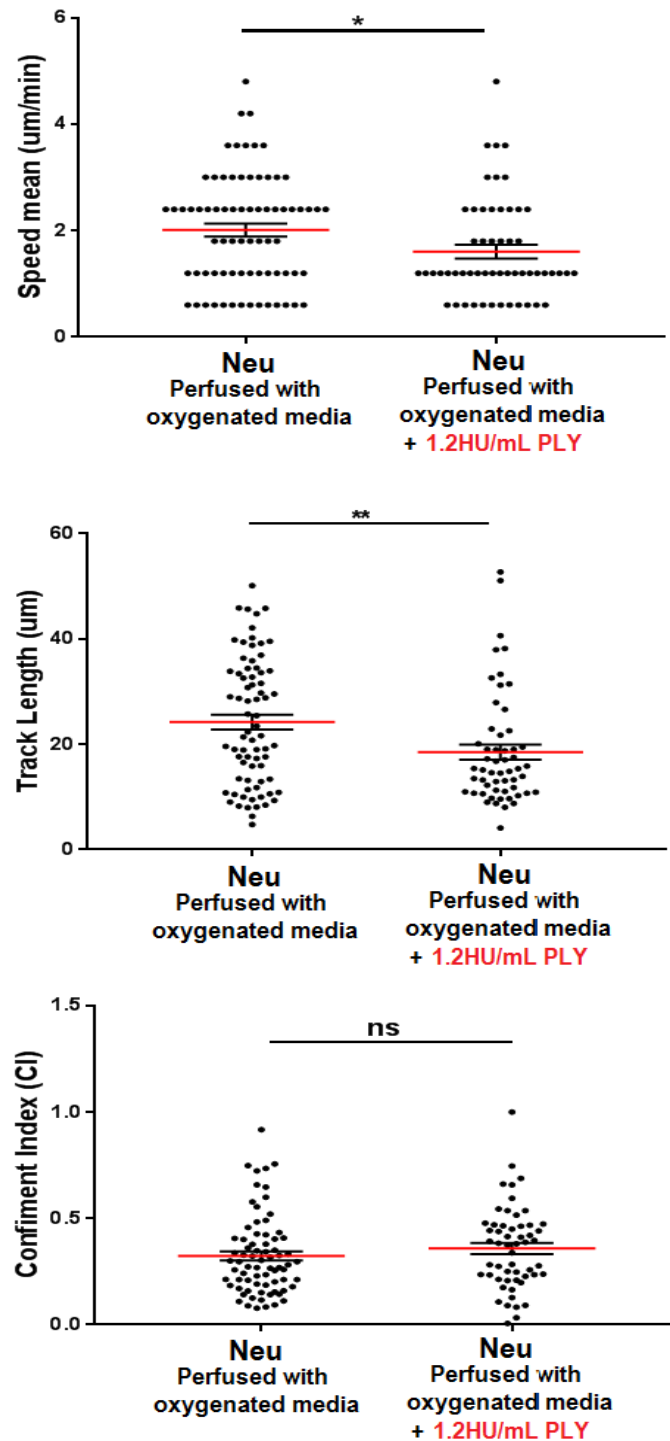 6
*
Speed mean (um/min)
4
2
0
Neu
Perfused with
oxygenated media
Neu
Perfused with
oxygenated media
+ 1.2HU/mL PLY
60
**
Track Length (um)
40
20
0
Neu
Perfused with
oxygenated media
Neu
Perfused with
oxygenated media
+ 1.2HU/mL PLY
1.5
ns
Confiment Index (CI)
1.0
0.5
0.0
Neu
Perfused with
oxygenated media
Neu
Perfused with
oxygenated media
+ 1.2HU/mL PLY